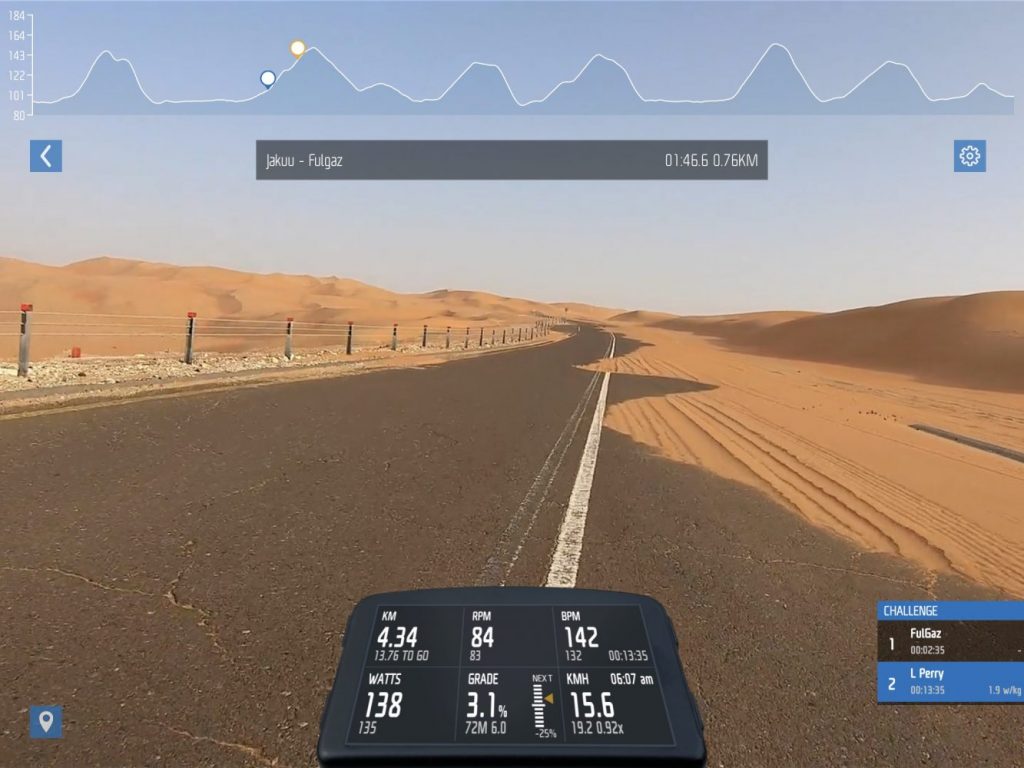 184
164
143
122
101
80
Jakuu - Fulgaz
01:46.6 0.76KM
KM
4.34
13.76 TO GO
RPM
84
83
BPM
142
132 00:13:35
WATTS
138
135
GRADE
3.1%
72M 6.0
NEXT
-25%
KMH 06:07 am
15.6
19.2 0.92x
CHALLENGE
1 FulGaz
00:02:35 -
2 L Perry
00:13:35 1.9 w/kg